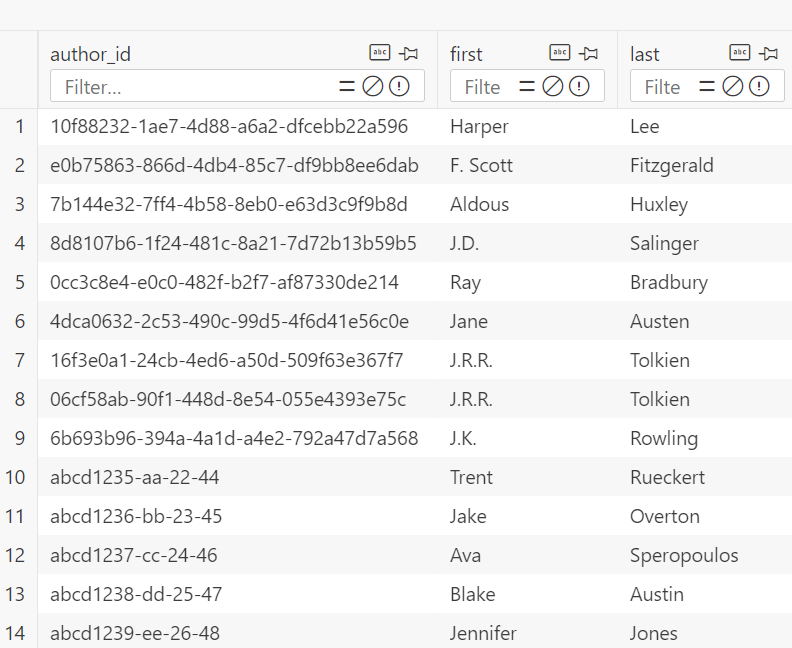 author_id abc first abc last abc
Filter... Filte Filte
1 10f88232-1ae7-4d88-a6a2-dfcebb22a596 Harper Lee
2 e0b75863-866d-4db4-85c7-df9bb8ee6dab F. Scott Fitzgerald
3 7b144e32-7ff4-4b58-8eb0-e63d3c9f9b8d Aldous Huxley
4 8d8107b6-1f24-481c-8a21-7d72b13b59b5 J.D. Salinger
5 0cc3c8e4-e0c0-482f-b2f7-af87330de214 Ray Bradbury
6 4dca0632-2c53-490c-99d5-4f6d41e56c0e Jane Austen
7 16f3e0a1-24cb-4ed6-a50d-509f63e367f7 J.R.R. Tolkien
8 06cf58ab-90f1-448d-8e54-055e4393e75c J.R.R. Tolkien
9 6b693b96-394a-4a1d-a4e2-792a47d7a568 J.K. Rowling
10 abcd1235-aa-22-44 Trent Rueckert
11 abcd1236-bb-23-45 Jake Overton
12 abcd1237-cc-24-46 Ava Speropoulos
13 abcd1238-dd-25-47 Blake Austin
14 abcd1239-ee-26-48 Jennifer Jones